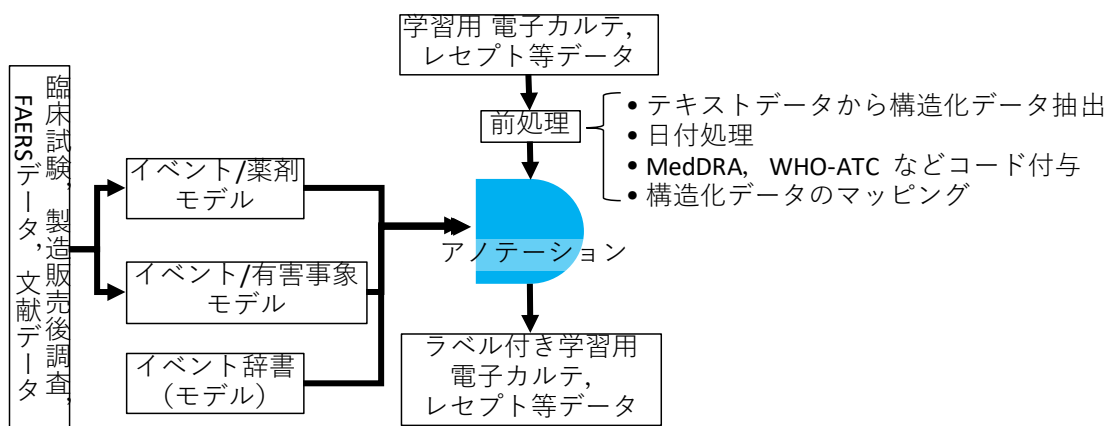 学習用 電子カルテ,
レセプト等データ
前処理
• テキストデータから構造化データ抽出
• 日付処理
• MedDRA, WHO-ATC などコード付与
• 構造化データのマッピング
臨床試験, 製造販売後調査,
FAERSデータ, 文献データ
イベント/薬剤
モデル
イベント/有害事象
モデル
イベント辞書
(モデル)
アノテーション
ラベル付き学習用
電子カルテ,
レセプト等データ